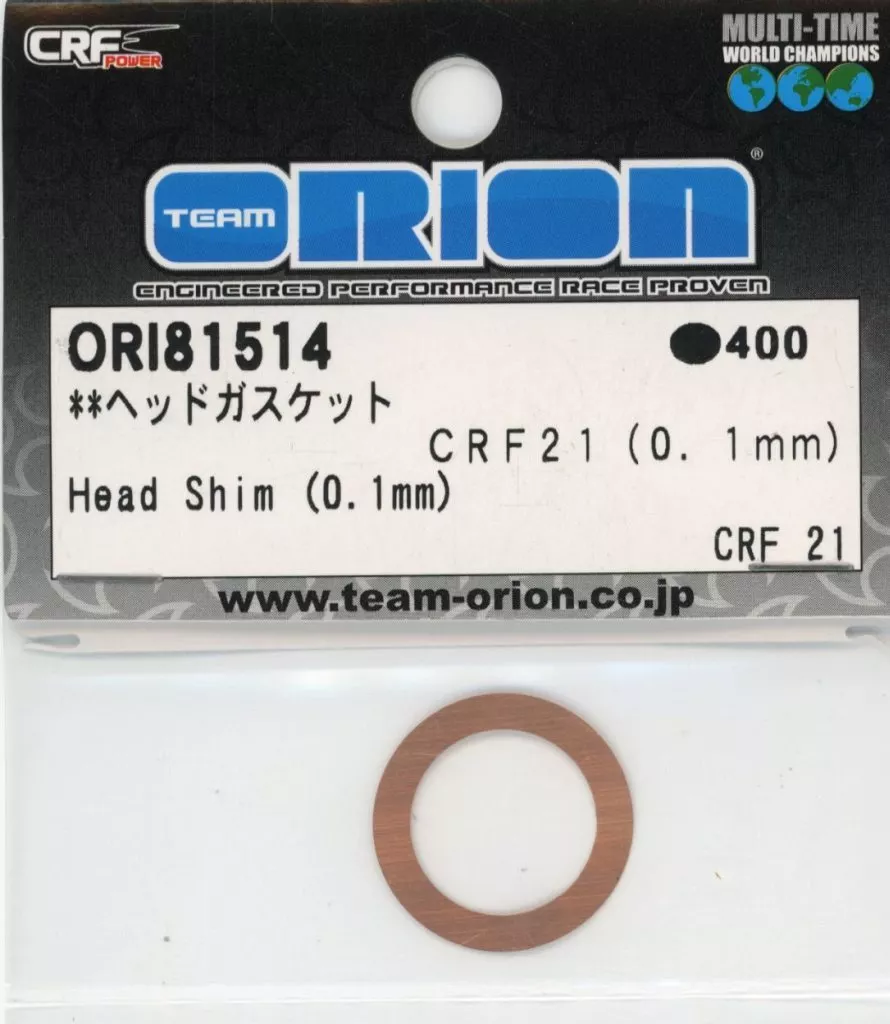 CRF
POWER
MULTI-TIME
WORLD CHAMPIONS
TEAM ORION®
ENGINEERED PERFORMANCE RACE PROVEN
ORI81514 ●400
**ヘッドガスケット
CRF21(0. 1mm)
Head Shim (0.1mm)
CRF 21
www.team-orion.co.jp